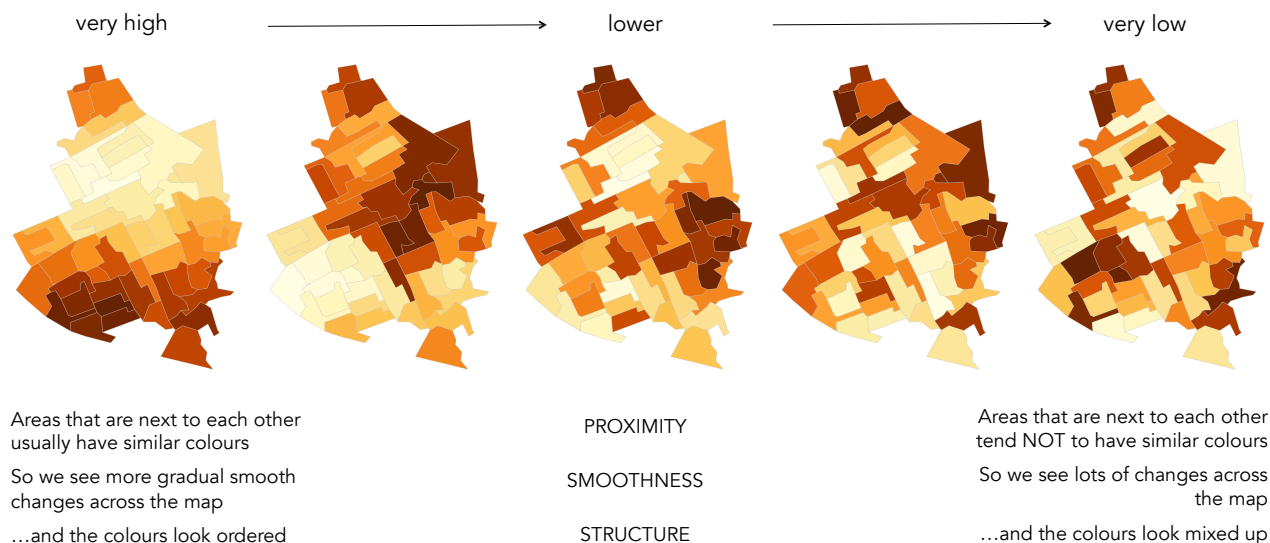 very high
lower
very low
Areas that are next to each other
usually have similar colours
PROXIMITY
Areas that are next to each other
tend NOT to have similar colours
So we see more gradual smooth
changes across the map
SMOOTHNESS
So we see lots of changes across
the map
…and the colours look ordered
STRUCTURE
…and the colours look mixed up